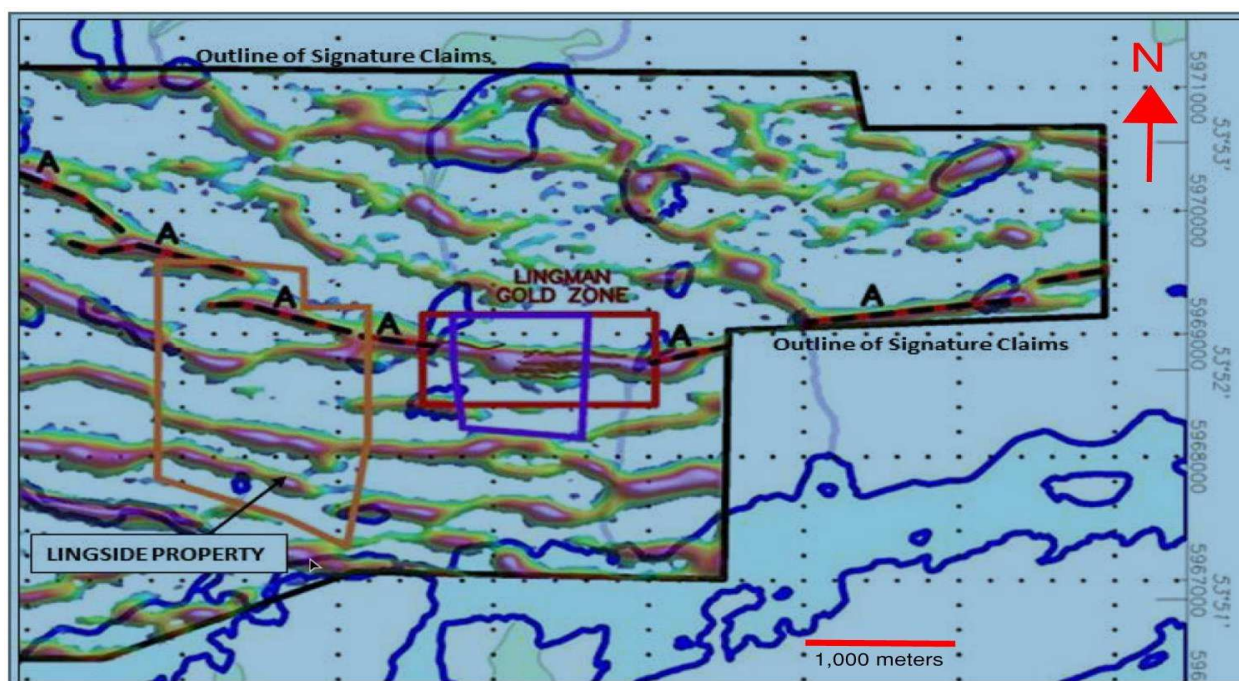 Outline of Signature Claims
N
5971000
53°53'
A
5970000
A
LINGMAN
GOLD ZONE
A
A
A
A
5969000
Outline of Signature Claims
53°52'
5968000
LINGSIDE PROPERTY
5967000
53°51'
1,000 meters
596